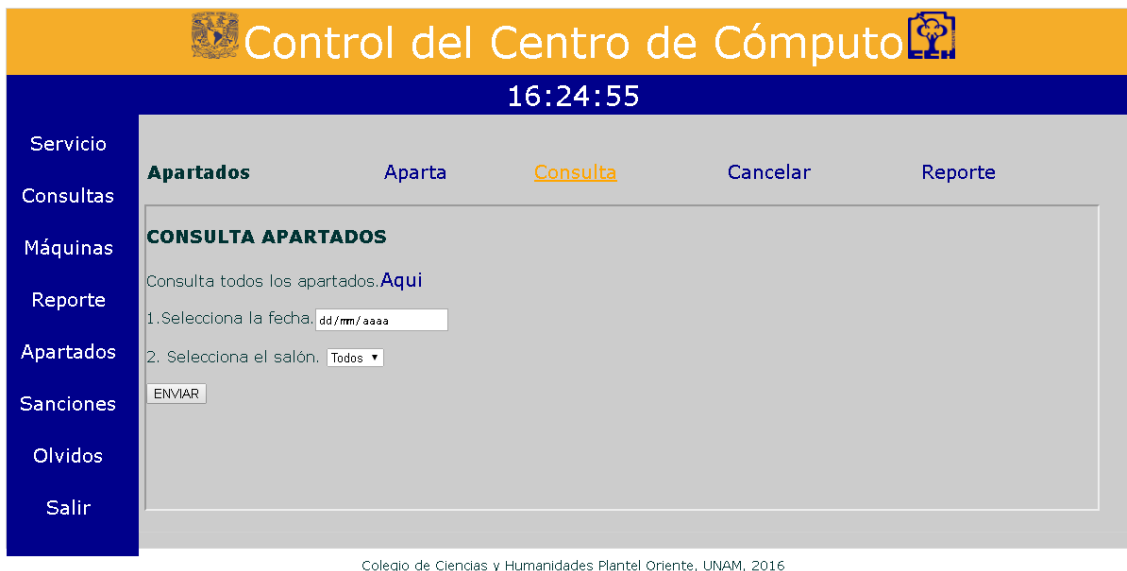 Control del Centro de Cómputo
CCH
16:24:55
Servicio
Consultas
Máquinas
Reporte
Apartados
Sanciones
Olvidos
Salir
Apartados Aparta Consulta Cancelar Reporte
CONSULTA APARTADOS
Consulta todos los apartados.Aqui
1.Selecciona la fecha. dd/mm/aaaa
2. Selecciona el salón. Todos
ENVIAR
Colegio de Ciencias y Humanidades Plantel Oriente, UNAM, 2016